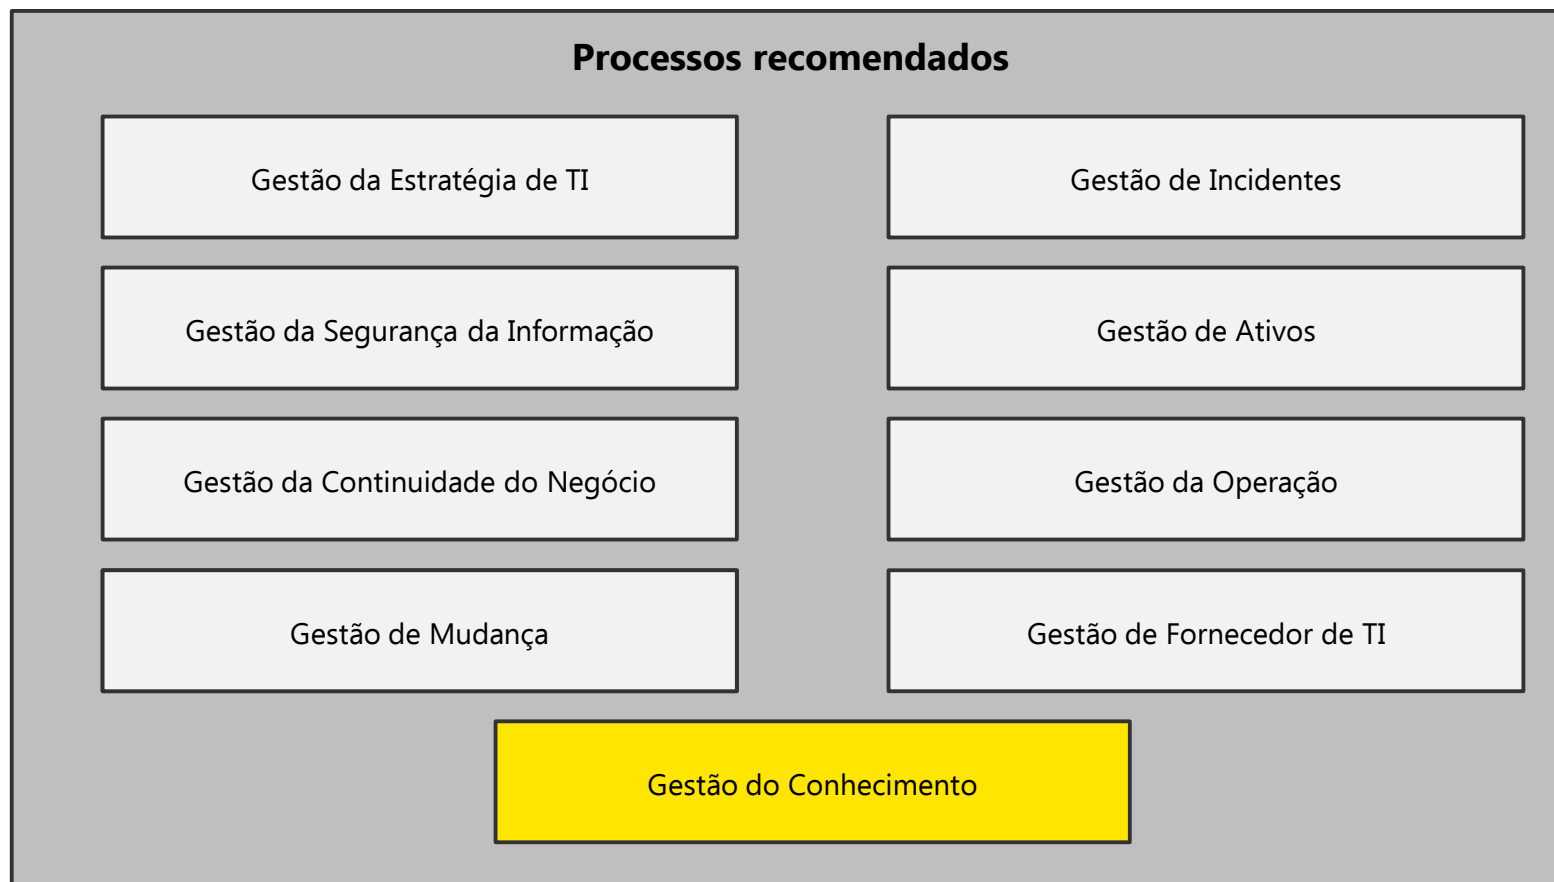 Processos recomendados
Gestão da Estratégia de TI
Gestão de Incidentes
Gestão da Segurança da Informação
Gestão de Ativos
Gestão da Continuidade do Negócio
Gestão da Operação
Gestão de Mudança
Gestão de Fornecedor de TI
Gestão do Conhecimento